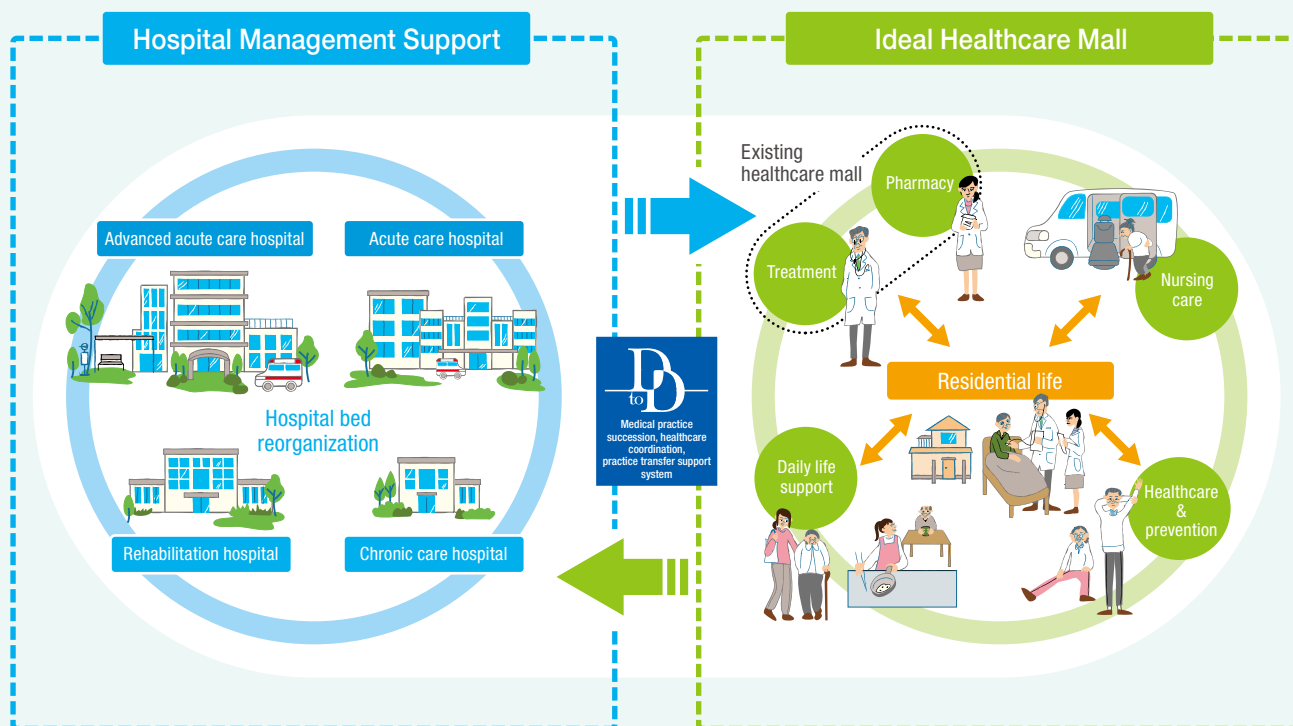 Hospital Management Support
Ideal Healthcare Mall
Advanced acute care hospital
Acute care hospital
Hospital bed
reorganization
Rehabilitation hospital
Chronic care hospital
D to D
Medical practice
succession, healthcare
coordination,
practice transfer support
system
Existing
healthcare mall
Pharmacy
Treatment
Nursing
care
Residential life
Daily life
support
Healthcare
&
prevention